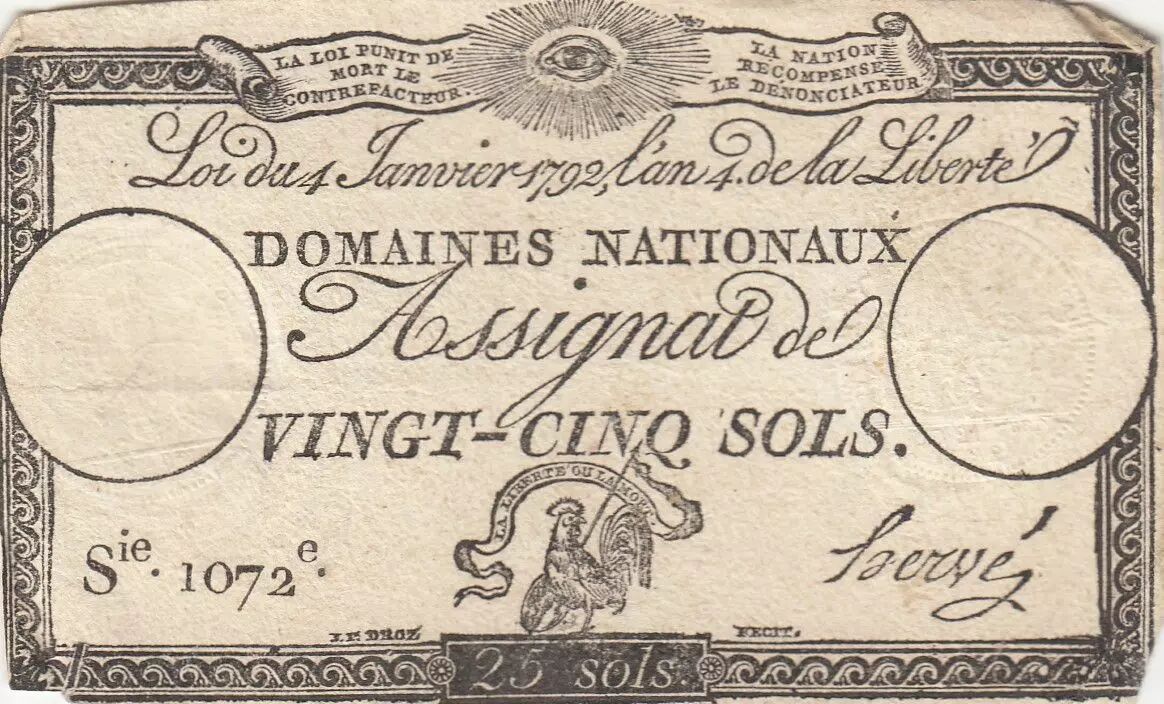 LA LOI PUNIT DE
MORT LE
CONTREFACTEUR.
LA NATION
RECOMPENSE
LE DENONCIATEUR
Loi du 4 Janvier 1792, l'an 4. de la Liberté
DOMAINES NATIONAUX
Assignat de
VINGT-CINQ SOLS.
LA LIBERTE OU LA MOR
Sie. 1072e.
hervé
LE DROZ FECIT.
25 sols.